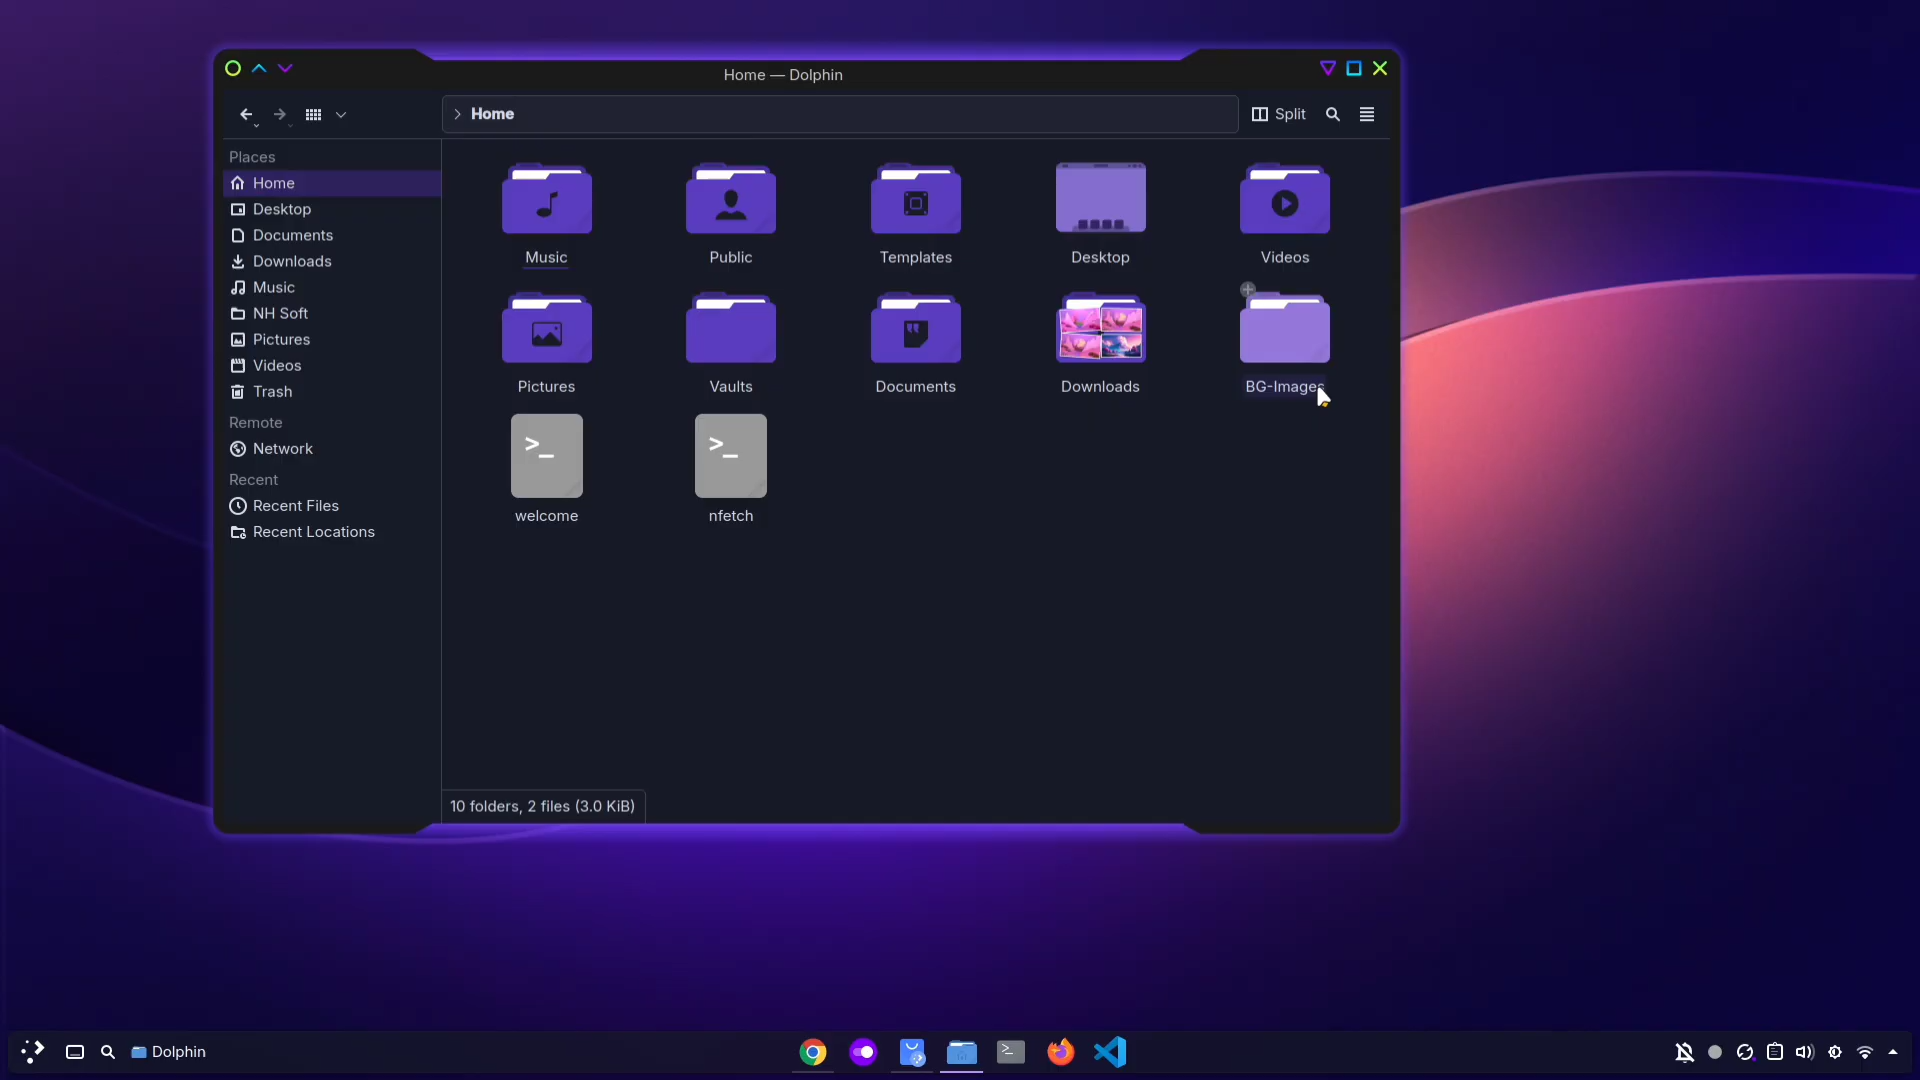 Home — Dolphin
Home
Split
Places
Home
Desktop
Documents
Downloads
Music
NH Soft
Pictures
Videos
Trash
Remote
Network
Recent
Recent Files
Recent Locations
Music
Public
Templates
Desktop
Videos
Pictures
Vaults
Documents
Downloads
BG-Images
welcome
nfetch
10 folders, 2 files (3.0 KiB)
Dolphin